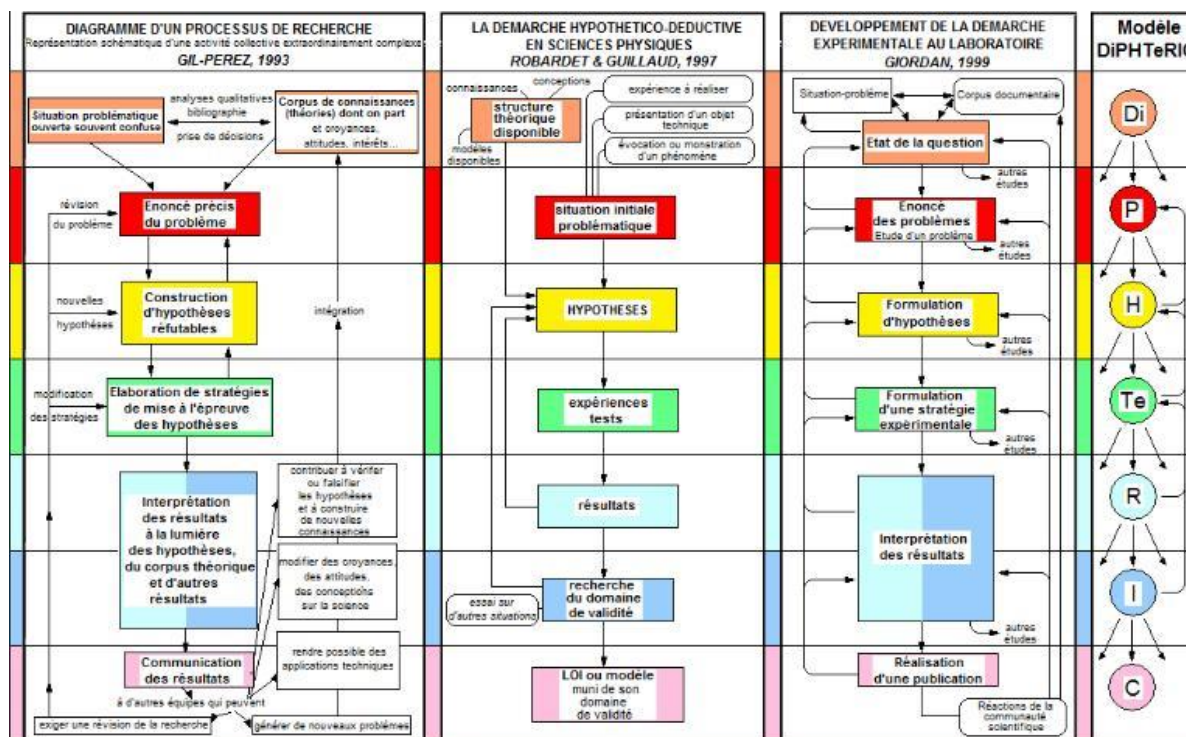 DIAGRAMME D'UN PROCESSUS DE RECHERCHE
Représentation schématique d'une activité collective extraordinairement complexe
GIL-PEREZ, 1993
analyses qualitatives
bibliographie
prise de décisions
Situation problématique
ouverte souvent confuse
Corpus de connaissances
(théories) dont on part
et croyances,
attitudes, intérêts...
révision
du problème
Enoncé précis
du problème
nouvelles
hypothèses
Construction
d'hypothèses
réfutables
intégration
modification
des stratégies
Elaboration de stratégies
de mise à l'épreuve
des hypothèses
Interprétation
des résultats
à la lumière
des hypothèses,
du corpus théorique
et d'autres
résultats
contribuer à vérifier
ou falsifier
les hypothèses
et à construire
de nouvelles
connaissances
modifier des croyances,
des attitudes,
des conceptions
sur la science
rendre possible des
applications techniques
Communication
des résultats
à d'autres équipes qui peuvent
exiger une révision de la recherche
générer de nouveaux problèmes
LA DEMARCHE HYPOTHETICO-DEDUCTIVE
EN SCIENCES PHYSIQUES
ROBARDET & GUILLAUD, 1997
connaissances
conceptions
structure
théorique
disponible
modèles
disponibles
expérience à réaliser
présentation d'un objet
technique
évocation ou monstration
d'un phénomène
situation initiale
problématique
HYPOTHESES
expériences
tests
résultats
essai sur
d'autres situations
recherche
du domaine
de validité
LOI ou modèle
muni de son
domaine
de validité
DEVELOPPEMENT DE LA DEMARCHE
EXPERIMENTALE AU LABORATOIRE
GIORDAN, 1999
Situation-problème
Corpus documentaire
Etat de la question
autres
études
Enoncé
des problèmes
Etude d'un problème
autres
études
Formulation
d'hypothèses
autres
études
Formulation
d'une stratégie
expérimentale
autres
études
Interprétation
des résultats
autres
études
Réalisation
d'une publication
Réactions de la
communauté
scientifique
Modèle
DiPHTeRIC
Di
P
H
Te
R
I
C